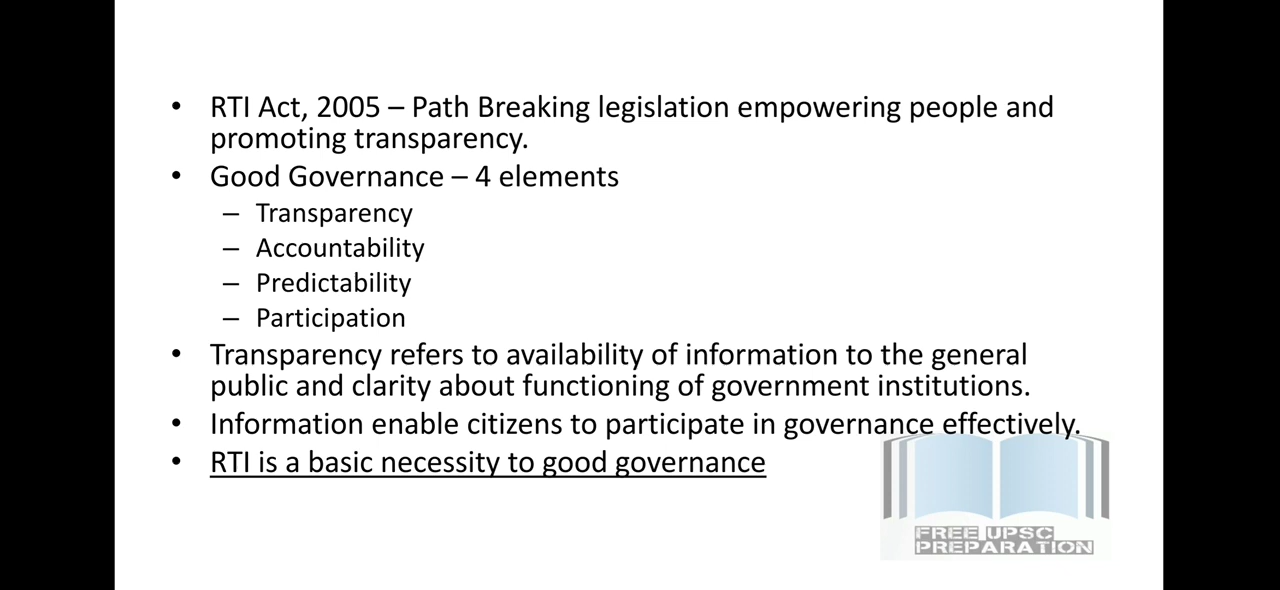 • RTI Act, 2005 – Path Breaking legislation empowering people and
promoting transparency.
• Good Governance – 4 elements
– Transparency
– Accountability
– Predictability
– Participation
• Transparency refers to availability of information to the general
public and clarity about functioning of government institutions.
• Information enable citizens to participate in governance effectively.
• RTI is a basic necessity to good governance
FREE UPSC
PREPARATION